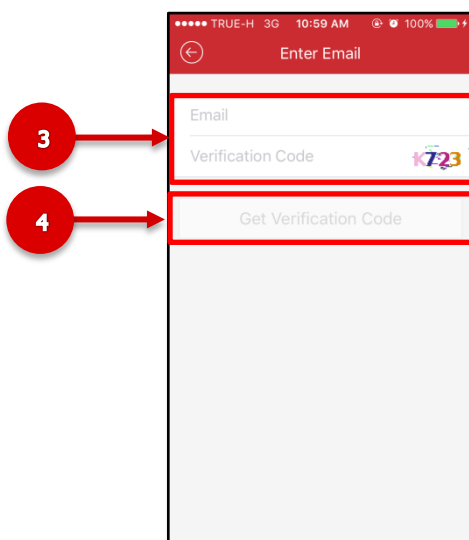 TRUE-H 3G 10:59 AM 100%
Enter Email
Email
3
Verification Code K723
4
Get Verification Code